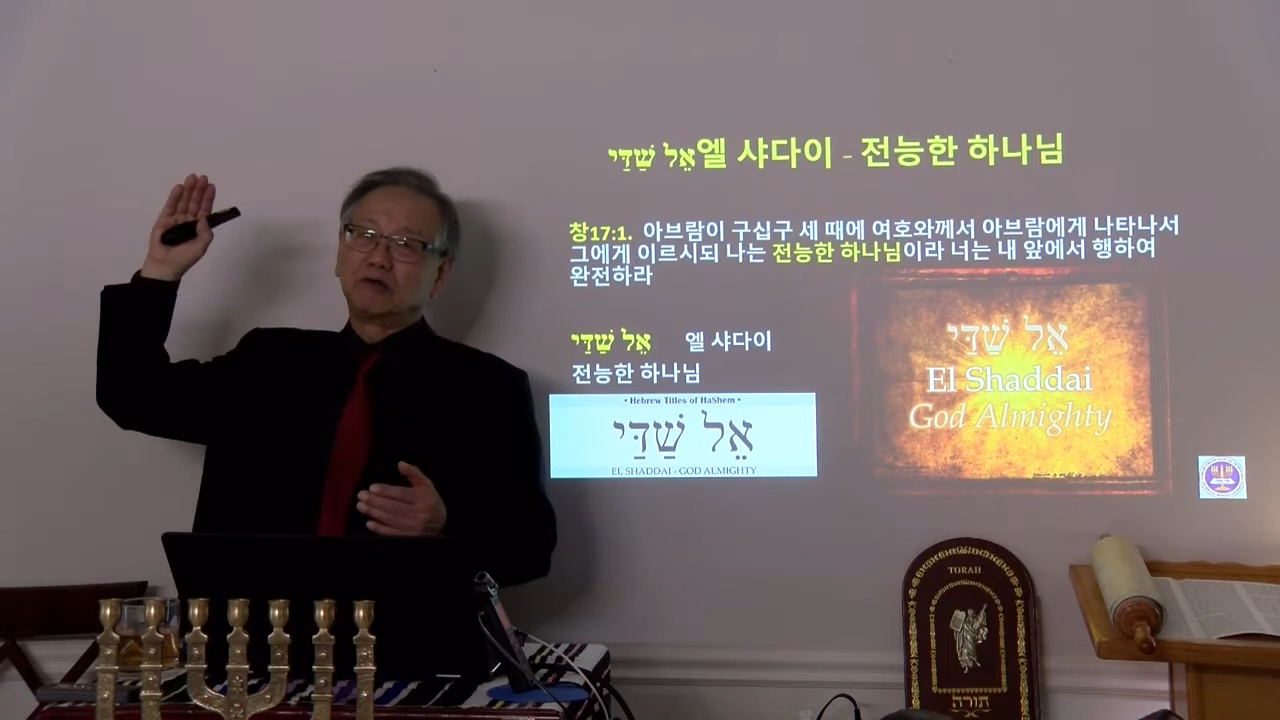 אֵל שַׁדַּי엘 샤다이 - 전능한 하나님
창17:1. 아브람이 구십구 세 때에 여호와께서 아브람에게 나타나서
그에게 이르시되 나는 전능한 하나님이라 너는 내 앞에서 행하여
완전하라
אֵל שַׁדַּי 엘 샤다이
전능한 하나님
• Hebrew Titles of HaShem •
אֵל שַׁדַּי
EL SHADDAI - GOD ALMIGHTY
אֵל שַׁדַּי
El Shaddai
God Almighty
TORAH
תורה